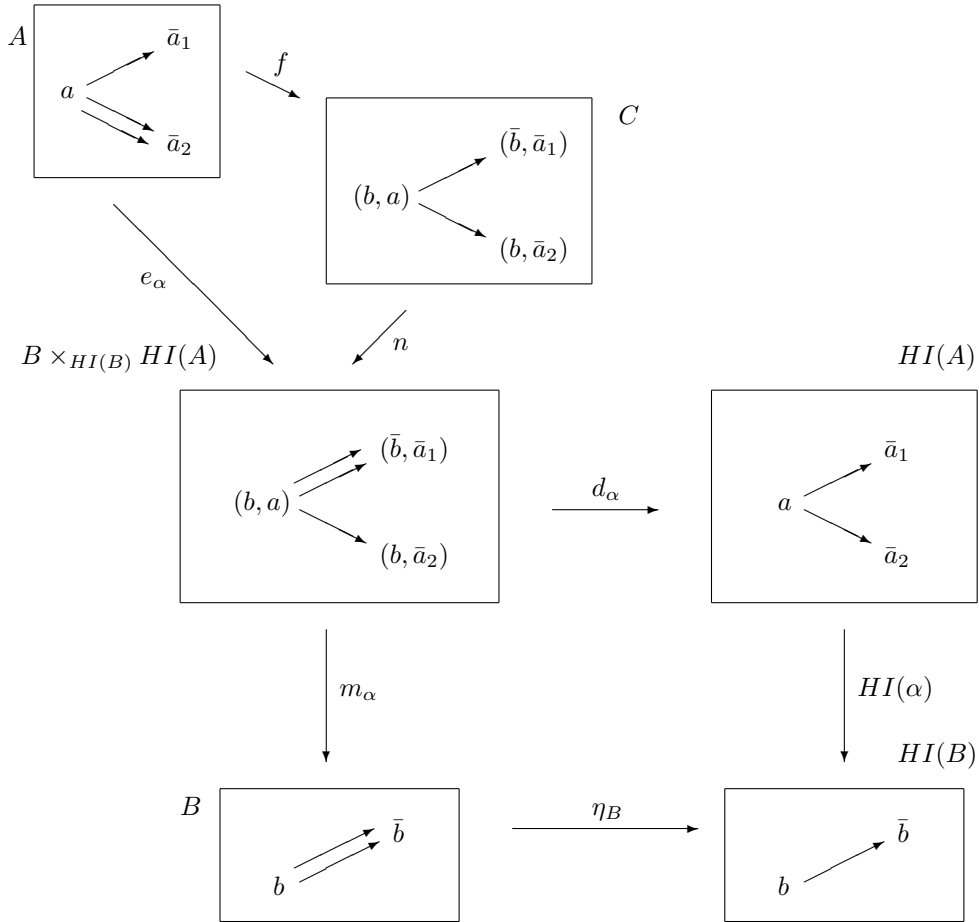 A
ā₁
a
ā₂
f
C
(b̄, ā₁)
(b, a)
(b, ā₂)
e_α
n
B ×_{HI(B)} HI(A)
HI(A)
(b̄, ā₁)
(b, a)
(b, ā₂)
d_α
ā₁
a
ā₂
m_α
HI(α)
HI(B)
B
b̄
b
η_B
b̄
b